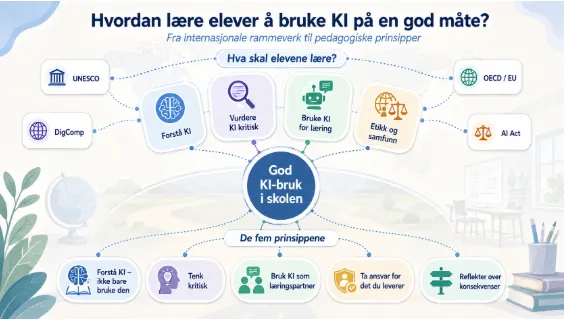 Hvordan lære elever å bruke KI på en god måte?
Fra internasjonale rammeverk til pedagogiske prinsipper
Hva skal elevene lære?
UNESCO
OECD / EU
DigComp
AI Act
Forstå KI
Vurdere
KI kritisk
Bruke KI
for læring
Etikk og
samfunn
God
KI-bruk
i skolen
De fem prinsippene
Forstå KI –
ikke bare
bruke den
Tenk
kritisk
Bruk KI som
læringspartner
Ta ansvar for
det du leverer
Reflekter over
konsekvenser